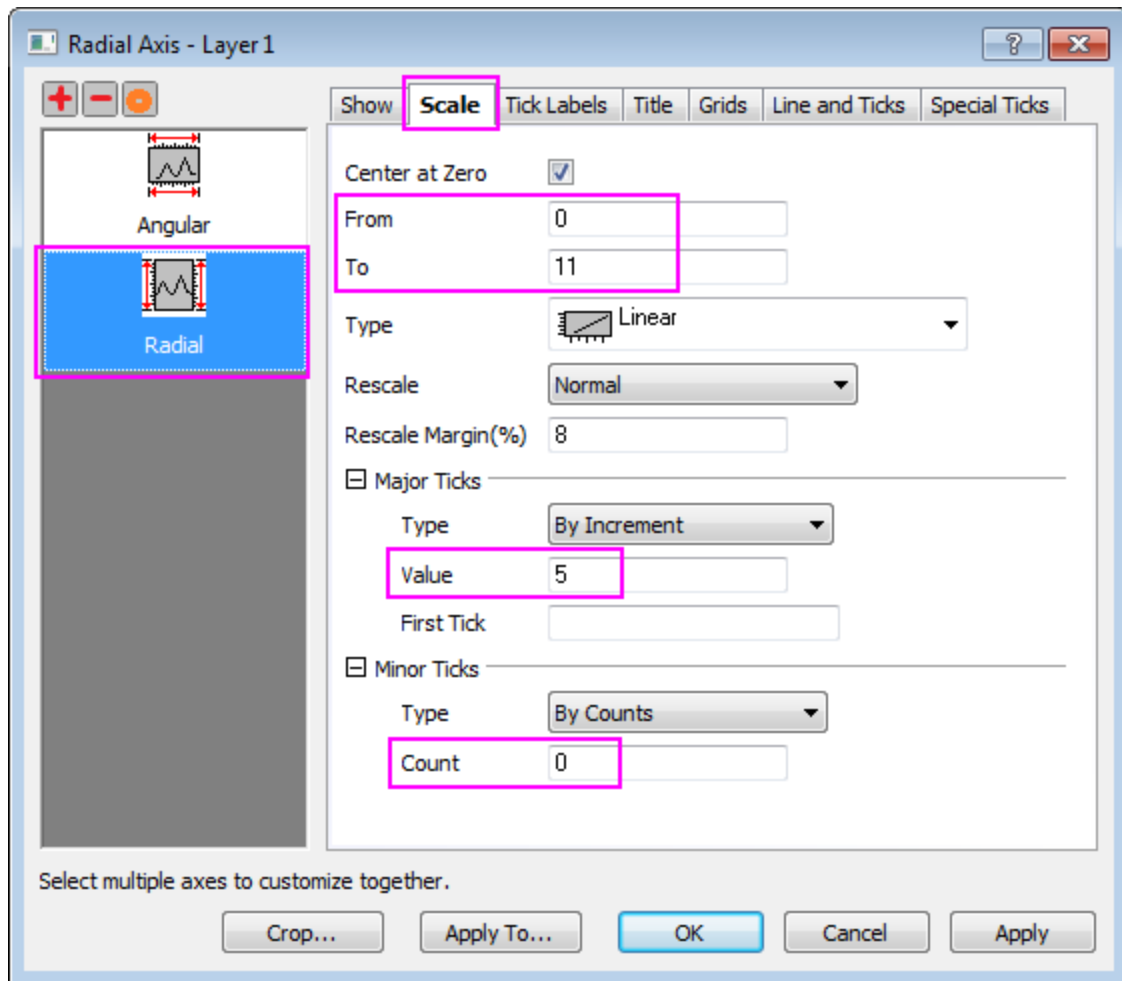 Radial Axis - Layer 1
Show Scale Tick Labels Title Grids Line and Ticks Special Ticks
Angular
Radial
Center at Zero
From 0
To 11
Type Linear
Rescale Normal
Rescale Margin(%) 8
Major Ticks
Type By Increment
Value 5
First Tick
Minor Ticks
Type By Counts
Count 0
Select multiple axes to customize together.
Crop... Apply To... OK Cancel Apply